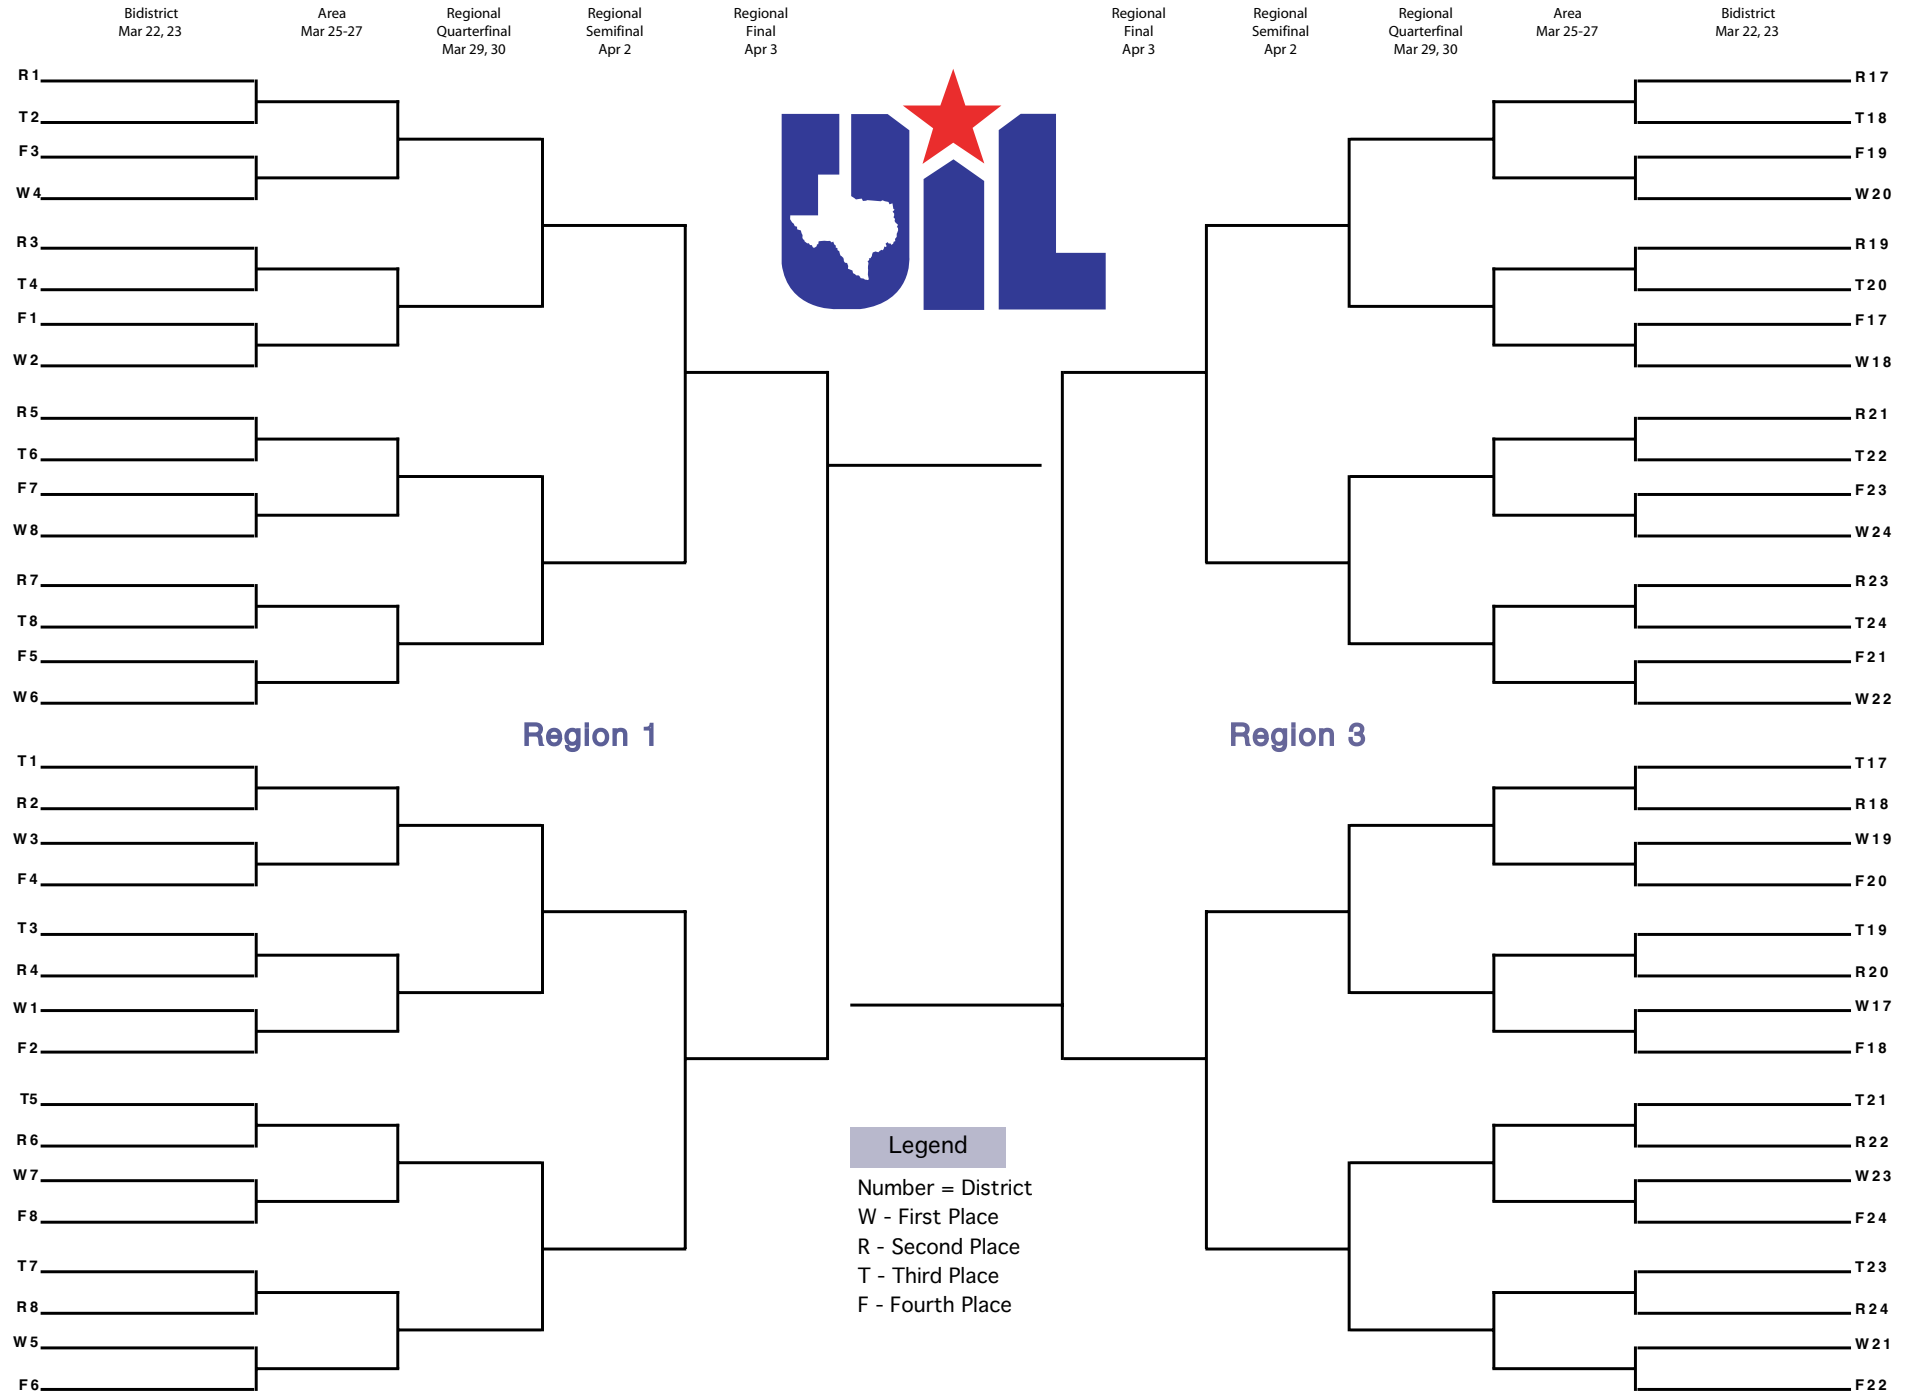 Bidistrict
Mar 22, 23
Area
Mar 25-27
Regional
Quarterfinal
Mar 29, 30
Regional
Semifinal
Apr 2
Regional
Final
Apr 3
Regional
Final
Apr 3
Regional
Semifinal
Apr 2
Regional
Quarterfinal
Mar 29, 30
Area
Mar 25-27
Bidistrict
Mar 22, 23
UIL
R1
T2
F3
W4
R3
T4
F1
W2
R5
T6
F7
W8
R7
T8
F5
W6
Region 1
T1
R2
W3
F4
T3
R4
W1
F2
T5
R6
W7
F8
T7
R8
W5
F6
R17
T18
F19
W20
R19
T20
F17
W18
R21
T22
F23
W24
R23
T24
F21
W22
Region 3
T17
R18
W19
F20
T19
R20
W17
F18
T21
R22
W23
F24
T23
R24
W21
F22
Legend
Number = District
W - First Place
R - Second Place
T - Third Place
F - Fourth Place